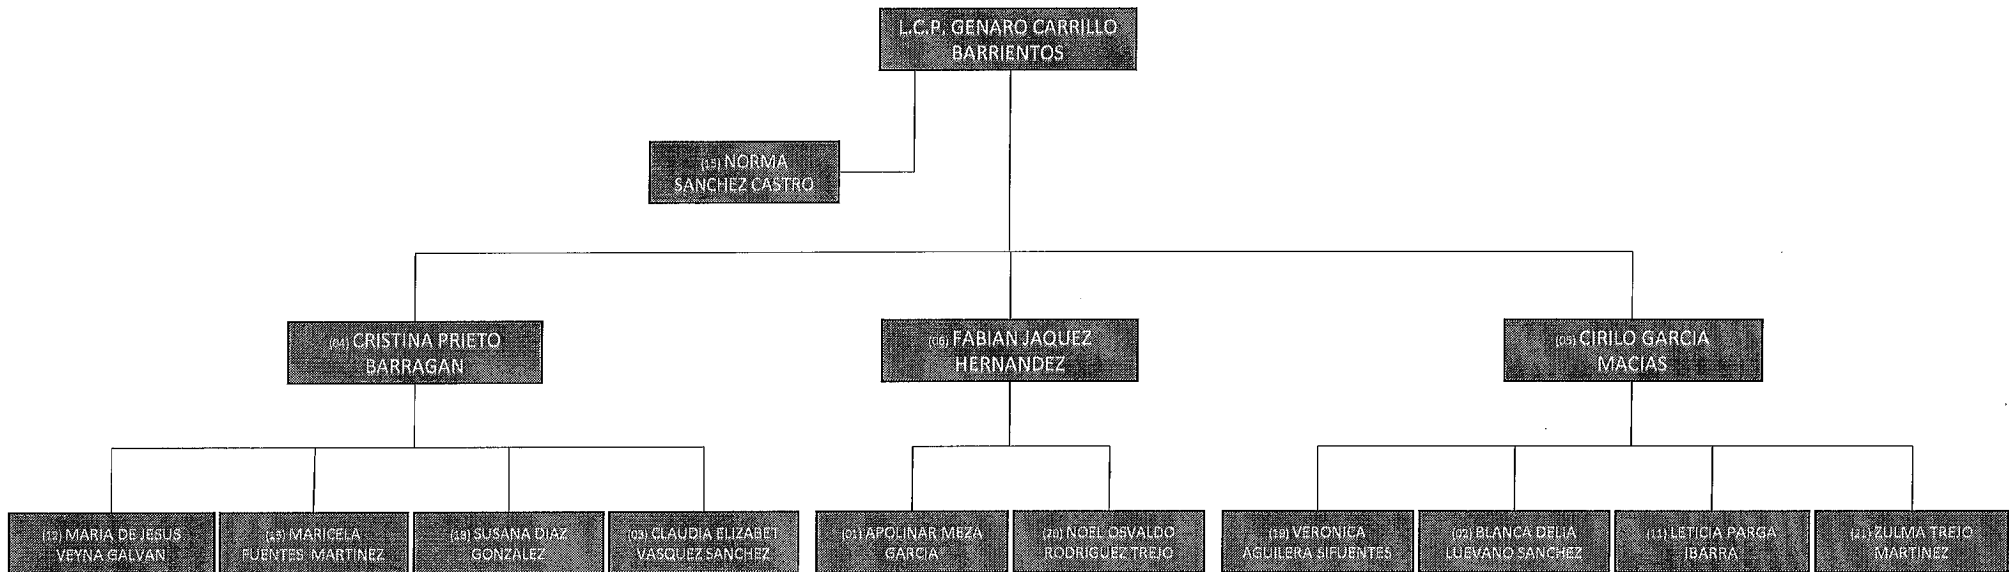 L.C.P. GENARO CARRILLO
BARRIENTOS
(15) NORMA
SANCHEZ CASTRO
(04) CRISTINA PRIETO
BARRAGAN
(06) FABIAN JAQUEZ
HERNANDEZ
(05) CIRILO GARCIA
MACIAS
MARIA DE JESUS
VEYNA GALVAN
MARICELA
FUENTES MARTINEZ
SUSANA DIAZ
GONZALEZ
(03) CLAUDIA ELIZABET
VASQUEZ SANCHEZ
(01) APOLINAR MEZA
GARCIA
(20) NOEL OSVALDO
RODRIGUEZ TREJO
VERONICA
AGUILERA SIFUENTES
(02) BLANCA DELIA
LUEVANO SANCHEZ
(11) LETICIA PARGA
IBARRA
(21) ZULMA TREJO
MARTINEZ